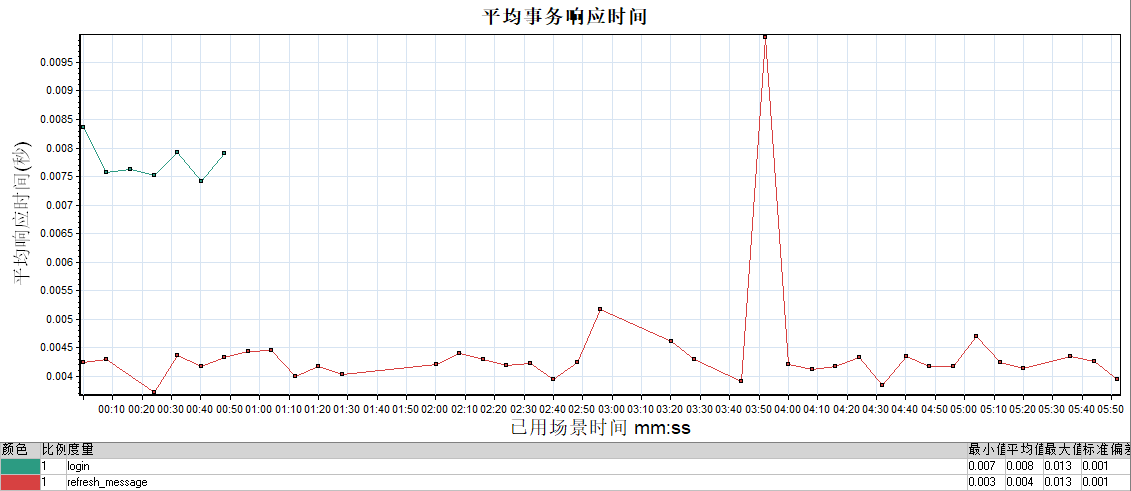 平均事务响应时间
平均响应时间(秒)
0.0095
0.009
0.0085
0.008
0.0075
0.007
0.0065
0.006
0.0055
0.005
0.0045
0.004
00:10 00:20 00:30 00:40 00:50 01:00 01:10 01:20 01:30 01:40 01:50 02:00 02:10 02:20 02:30 02:40 02:50 03:00 03:10 03:20 03:30 03:40 03:50 04:00 04:10 04:20 04:30 04:40 04:50 05:00 05:10 05:20 05:30 05:40 05:50
已用场景时间 mm:ss
颜色 比例 度量 最小值 平均值 最大值 标准偏差
1 login 0.007 0.008 0.013 0.001
1 refresh_message 0.003 0.004 0.013 0.001